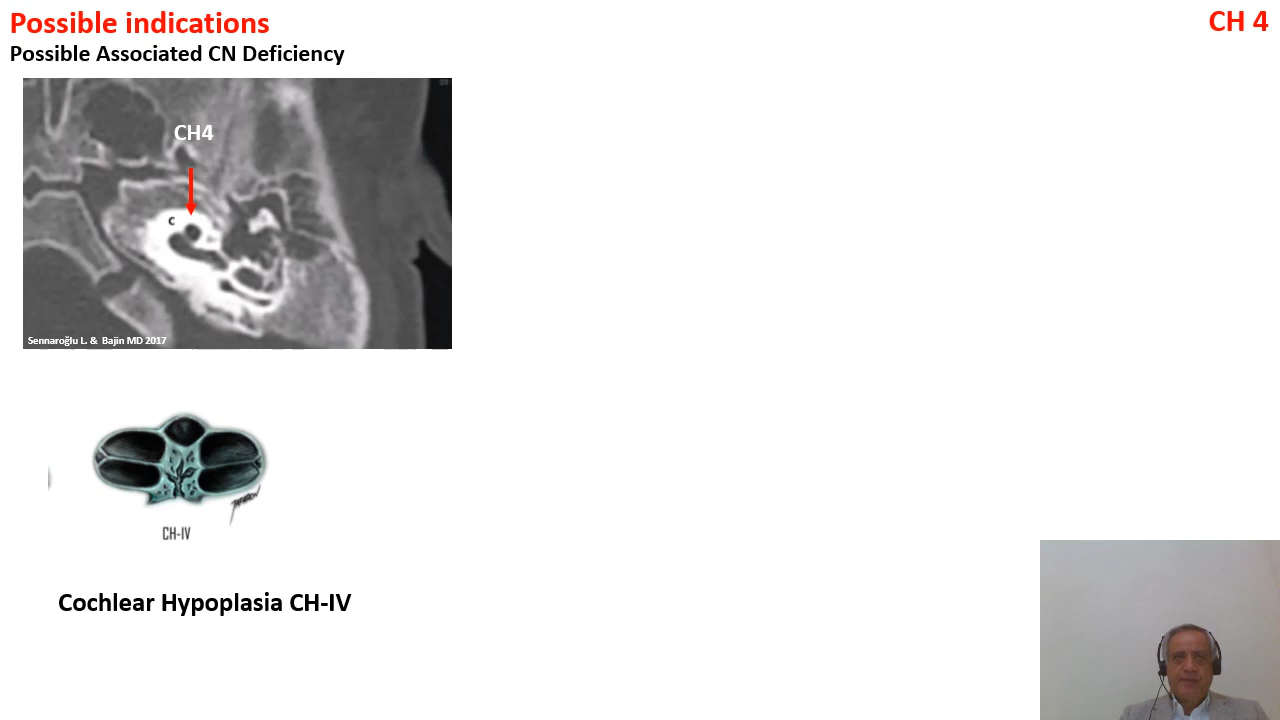 Possible indications
CH 4
Possible Associated CN Deficiency
CH4
c
Sennaroğlu L. & Bajin MD 2017
CH-IV
Cochlear Hypoplasia CH-IV